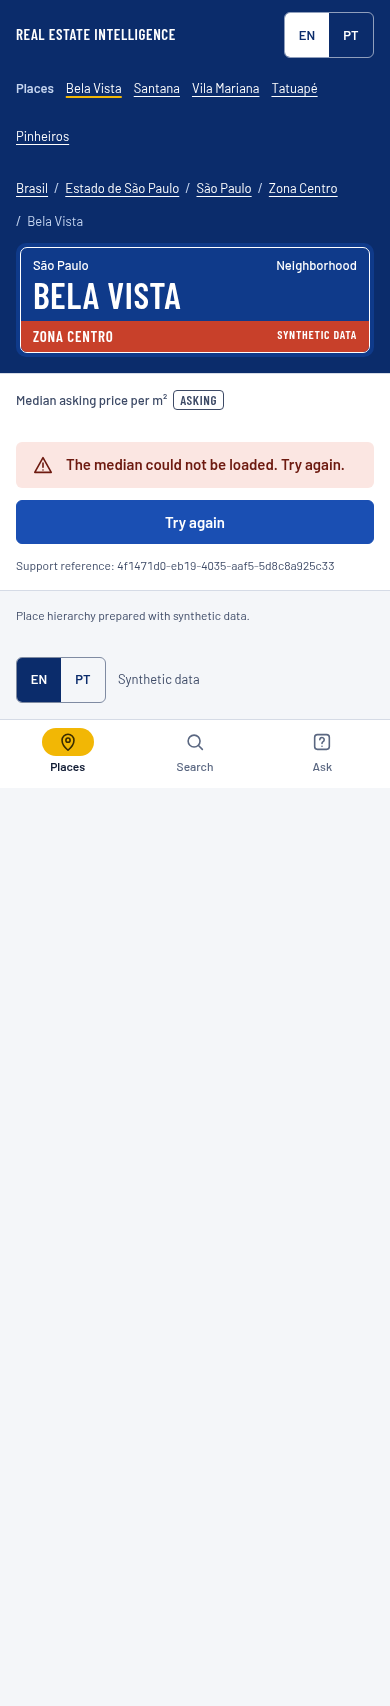 REAL ESTATE INTELLIGENCE
EN PT
Places Bela Vista Santana Vila Mariana Tatuapé
Pinheiros
Brasil / Estado de São Paulo / São Paulo / Zona Centro
/ Bela Vista
São Paulo Neighborhood
BELA VISTA
ZONA CENTRO SYNTHETIC DATA
Median asking price per m² ASKING
The median could not be loaded. Try again.
Try again
Support reference: 4f1471d0-eb19-4035-aaf5-5d8c8a925c33
Place hierarchy prepared with synthetic data.
EN PT Synthetic data
Places Search Ask